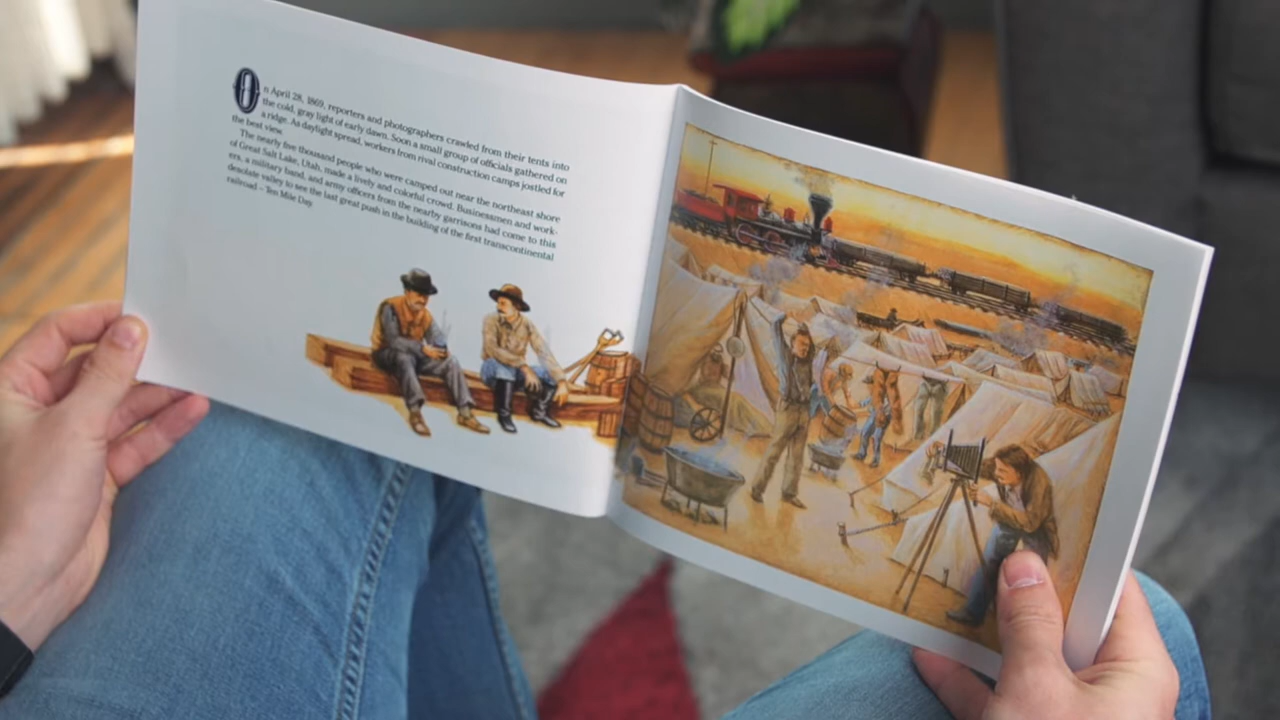 On April 28, 1869, reporters and photographers crawled from their tents into
the cold, gray light of early dawn. Soon a small group of officials gathered on
a ridge. As daylight spread, workers from rival construction camps jostled for
the best view.
The nearly five thousand people who were camped out near the northeast shore
of Great Salt Lake, Utah, made a lively and colorful crowd. Businessmen and work-
ers, a military band, and army officers from the nearby garrisons had come to this
desolate valley to see the last great push in the building of the first transcontinental
railroad – Ten Mile Day.